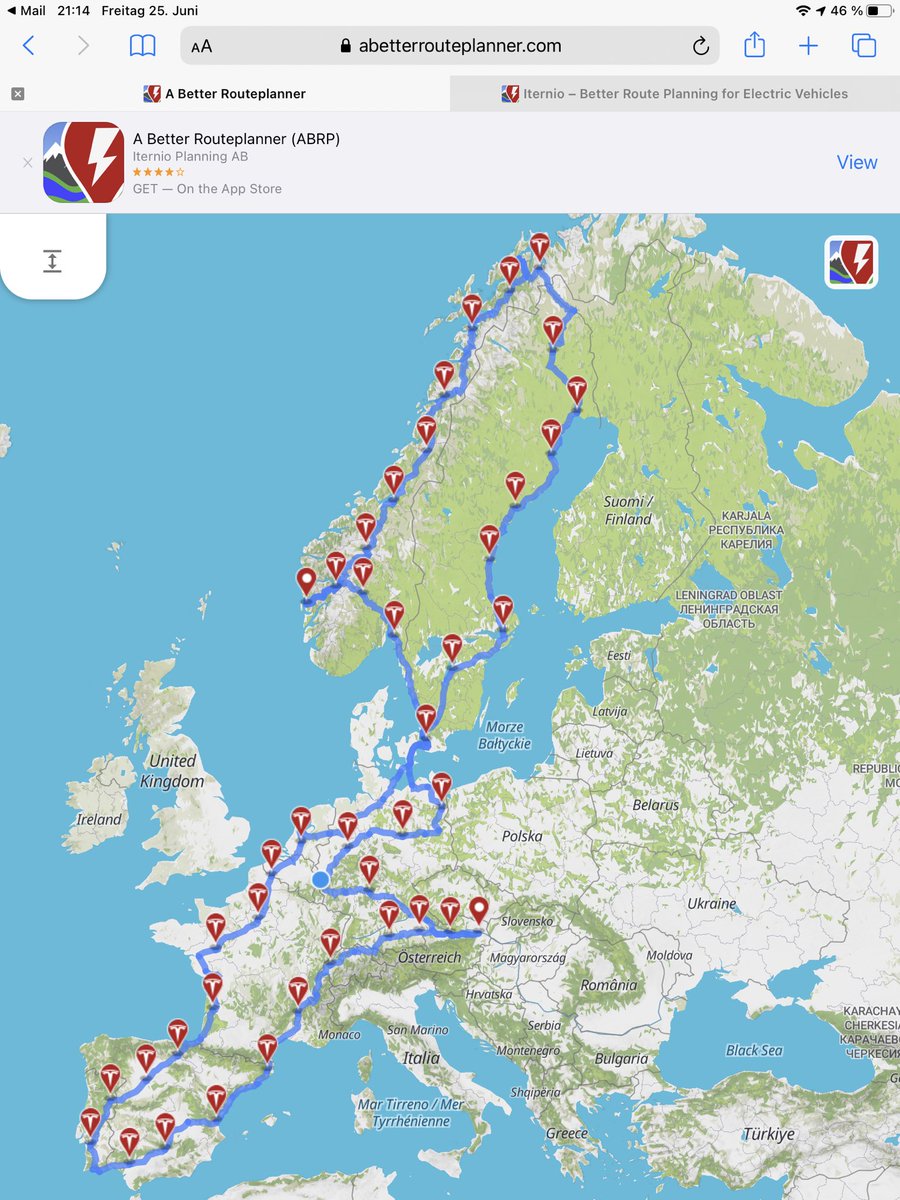 ◀ Mail 21:14 Freitag 25. Juni 46 %
AA abetterrouteplanner.com
A Better Routeplanner
Iternio – Better Route Planning for Electric Vehicles
A Better Routeplanner (ABRP)
Iternio Planning AB
GET — On the App Store
View
Suomi /
Finland
KARJALA
РЕСПУБЛИКА
КАРЕЛИЯ
LENINGRAD OBLAST
ЛЕНИНГРАДСКАЯ
ОБЛАСТЬ
Eesti
Latvija
Morze
Bałtyckie
Lietuva
United
Kingdom
Ireland
REPUBLI
MO
Belarus
Polska
Ukraine
Slovensko
Österreich
Magyarország
Moldova
România
Hrvatska
Monaco
San Marino
Serbia
KARACHAY
CHERKESIA
КАРАЧАЕВО
ЧЕРКЕСИЯ
Italia
Montenegro
Bulgaria
Black Sea
Shqipëria
Mar Tirreno / Mer
Tyrrhénienne
Greece
Türkiye